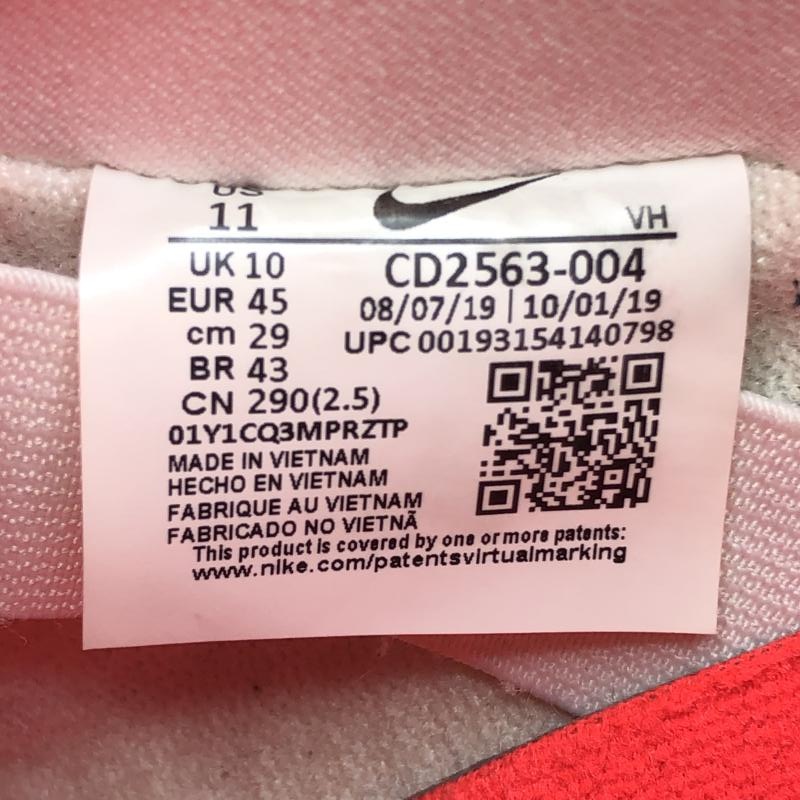 US
11
VH
UK 10
EUR 45
cm 29
BR 43
CN 290(2.5)
CD2563-004
08/07/19 | 10/01/19
UPC 00193154140798
01Y1CQ3MPRZTP
MADE IN VIETNAM
HECHO EN VIETNAM
FABRIQUE AU VIETNAM
FABRICADO NO VIETNÃ
This product is covered by one or more patents:
www.nike.com/patentsvirtualmarking